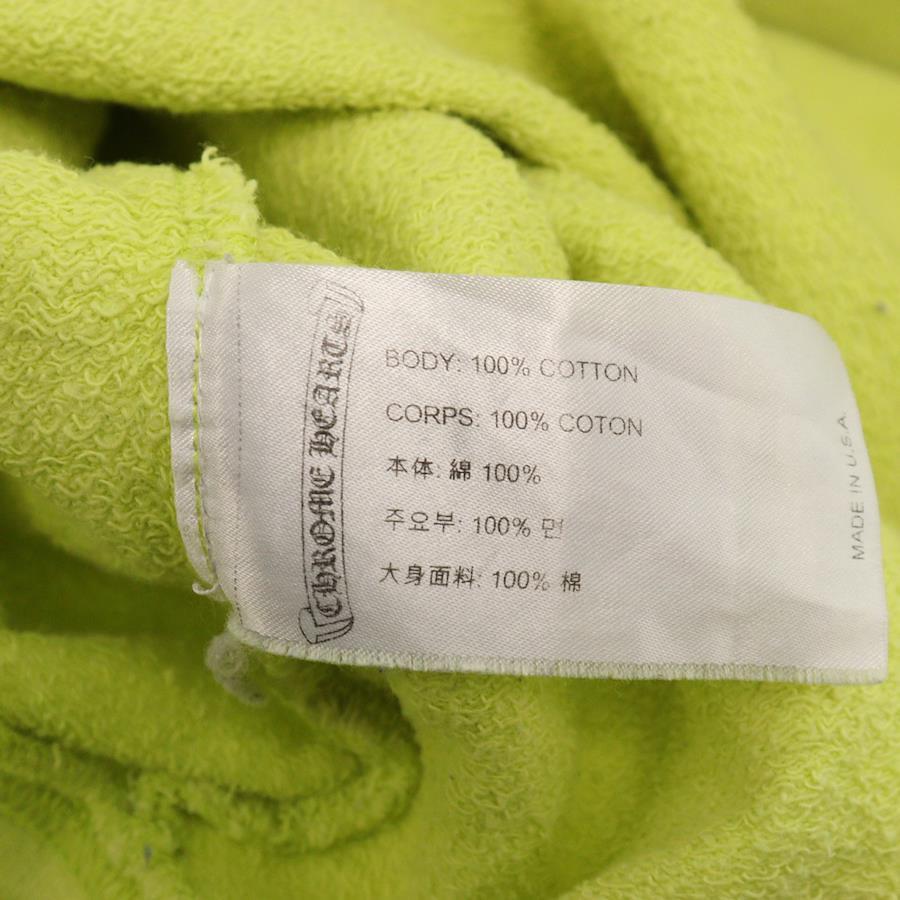 CHROME HEARTS
BODY: 100% COTTON
CORPS: 100% COTON
本体: 綿 100%
주요부: 100% 면
大身面料: 100% 棉
MADE IN U.S.A.